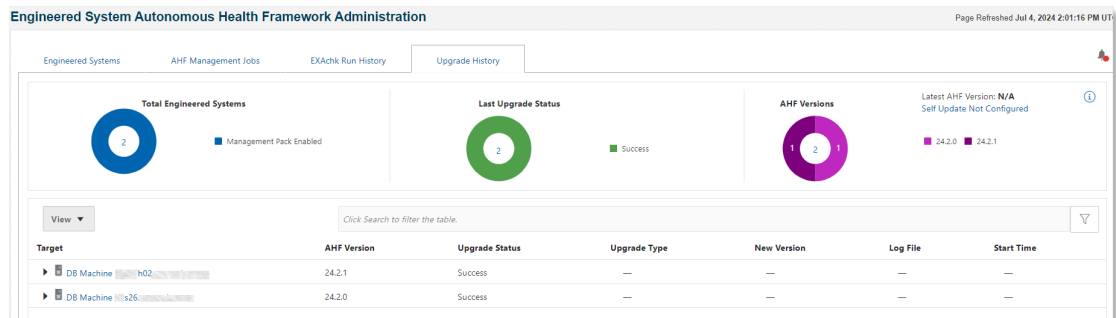 Engineered System Autonomous Health Framework Administration
Page Refreshed Jul 4, 2024 2:01:16 PM UT
Engineered Systems AHF Management Jobs EXAchk Run History Upgrade History
Total Engineered Systems
2
Management Pack Enabled
Last Upgrade Status
2
Success
AHF Versions
1 2 1
Latest AHF Version: N/A
Self Update Not Configured
24.2.0 24.2.1
View
Click Search to filter the table.
Target AHF Version Upgrade Status Upgrade Type New Version Log File Start Time
DB Machine h02 24.2.1 Success — — — —
DB Machine s26. 24.2.0 Success — — — —